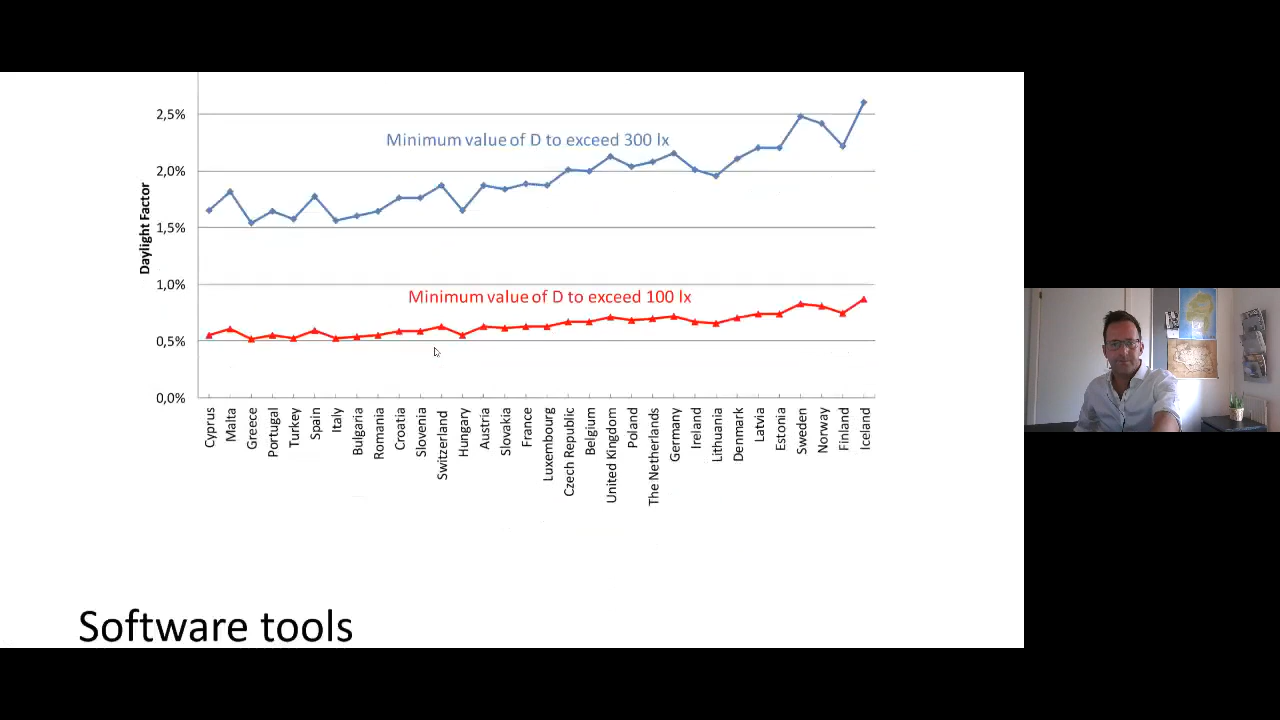 2,5%
Minimum value of D to exceed 300 lx
2,0%
Daylight Factor
1,5%
1,0%
Minimum value of D to exceed 100 lx
0,5%
0,0%
Cyprus
Malta
Greece
Portugal
Turkey
Spain
Italy
Bulgaria
Romania
Croatia
Slovenia
Switzerland
Hungary
Austria
Slovakia
France
Luxembourg
Czech Republic
Belgium
United Kingdom
Poland
The Netherlands
Germany
Ireland
Lithuania
Denmark
Latvia
Estonia
Sweden
Norway
Finland
Iceland
Software tools